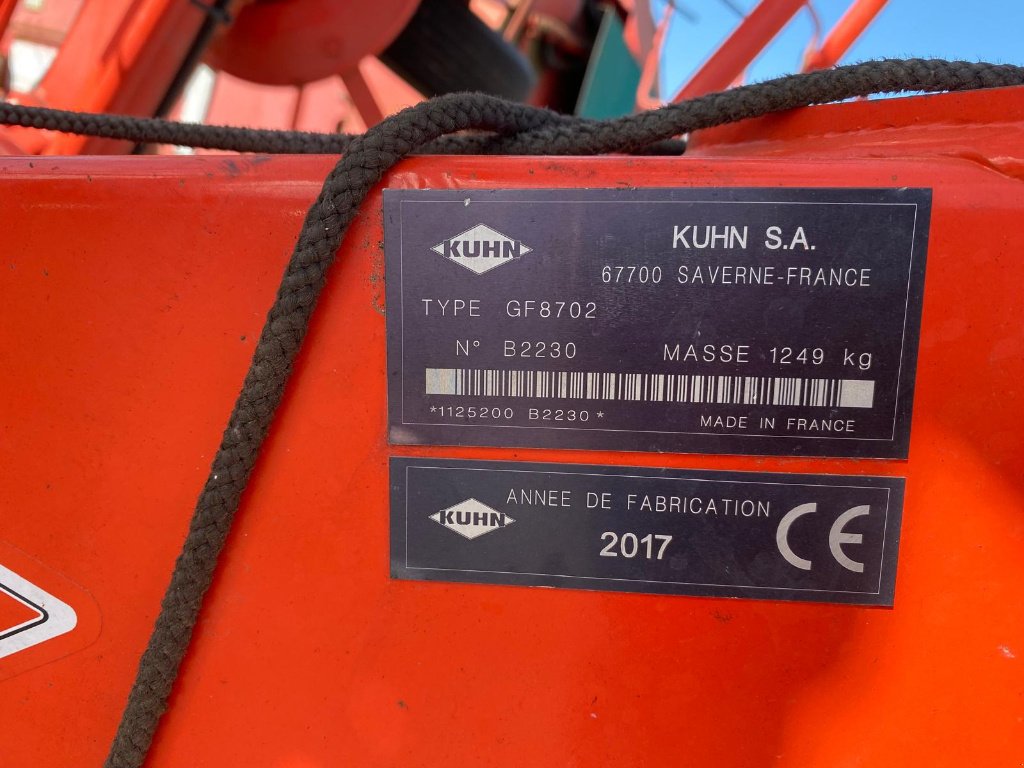 KUHN
KUHN S.A.
67700 SAVERNE-FRANCE
TYPE GF8702
N° B2230 MASSE 1249 kg
*1125200 B2230*
MADE IN FRANCE
KUHN
ANNEE DE FABRICATION
2017
CE